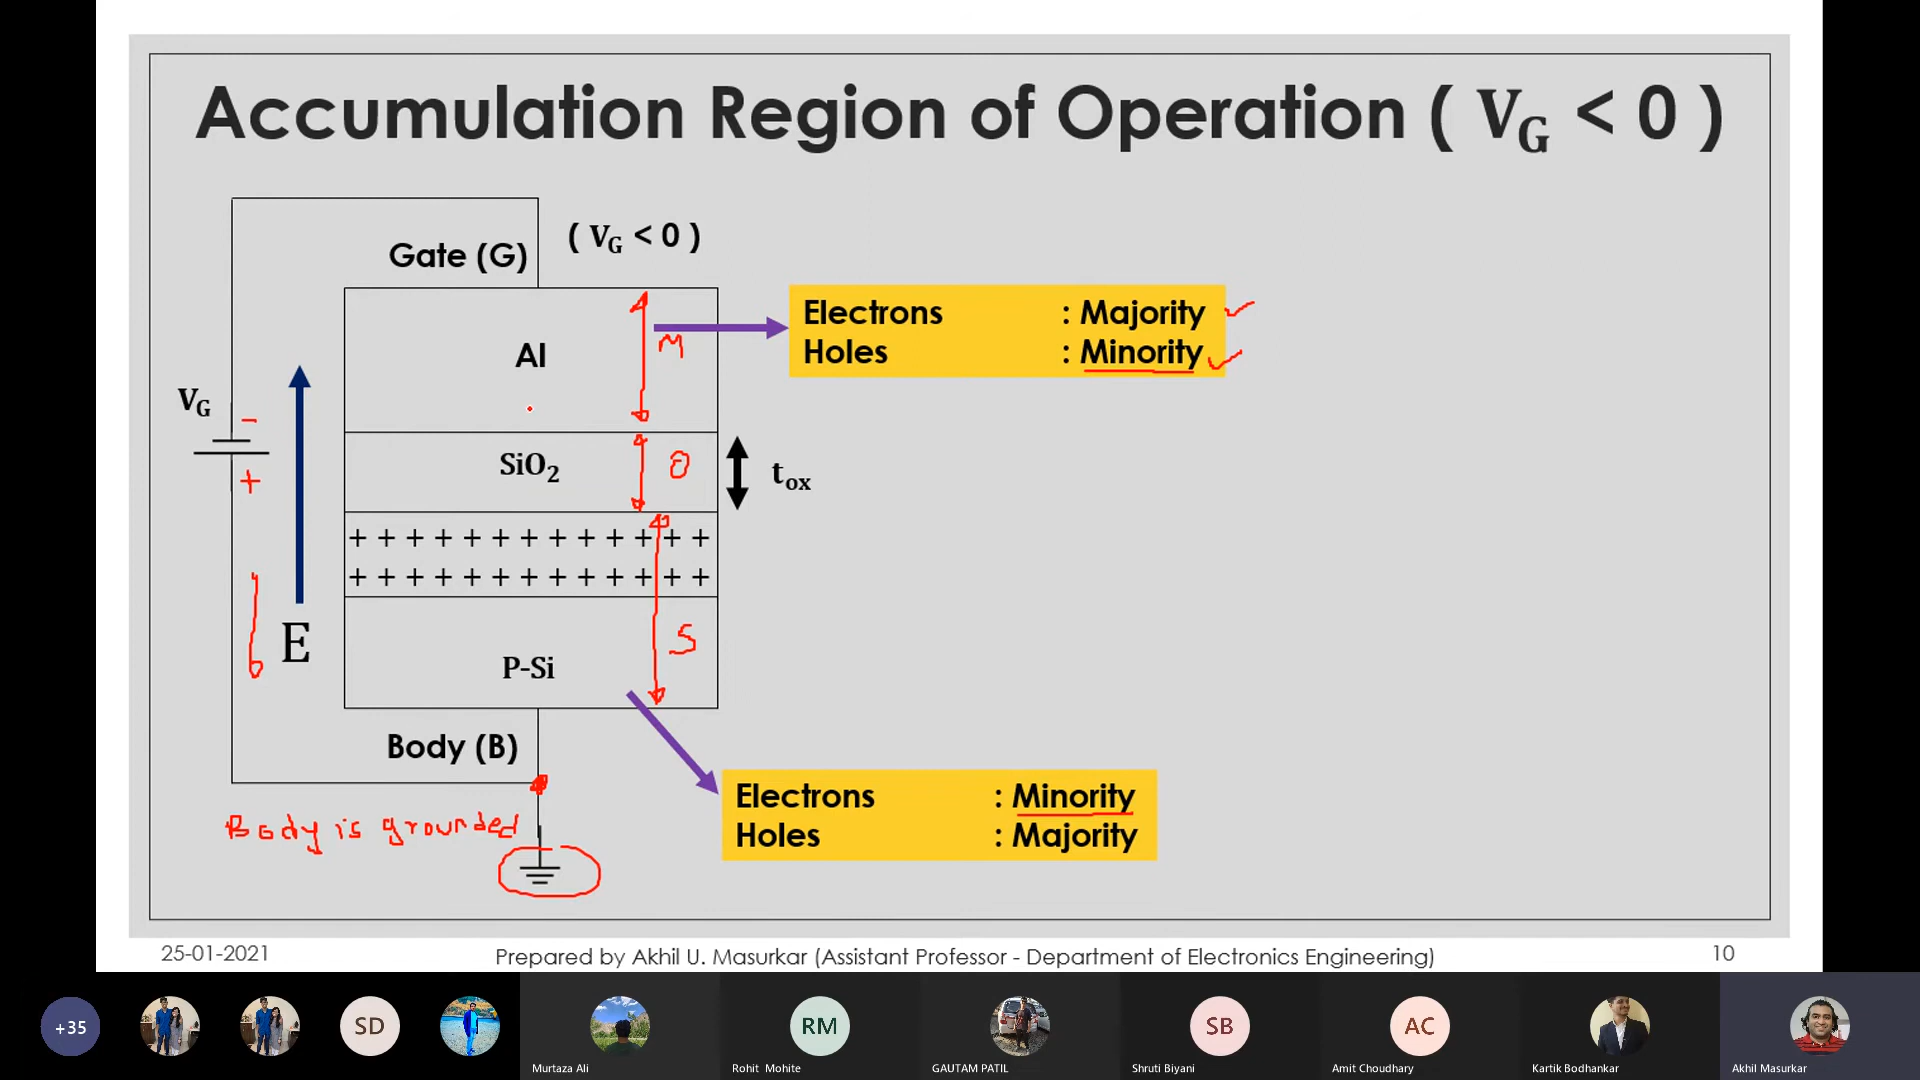 Accumulation Region of Operation ( VG < 0 )
Gate (G)
( VG < 0 )
Electrons : Majority
Holes : Minority
Al
M
VG
-
+
SiO2
O
tox
+ + + + + + + + + + + + +
+ + + + + + + + + + + + +
E
S
P-Si
Body (B)
Electrons : Minority
Holes : Majority
Body is grounded
25-01-2021
Prepared by Akhil U. Masurkar (Assistant Professor - Department of Electronics Engineering)
10
+35
SD
RM
SB
AC
Murtaza Ali
Rohit Mohite
GAUTAM PATIL
Shruti Biyani
Amit Choudhary
Kartik Bodhankar
Akhil Masurkar